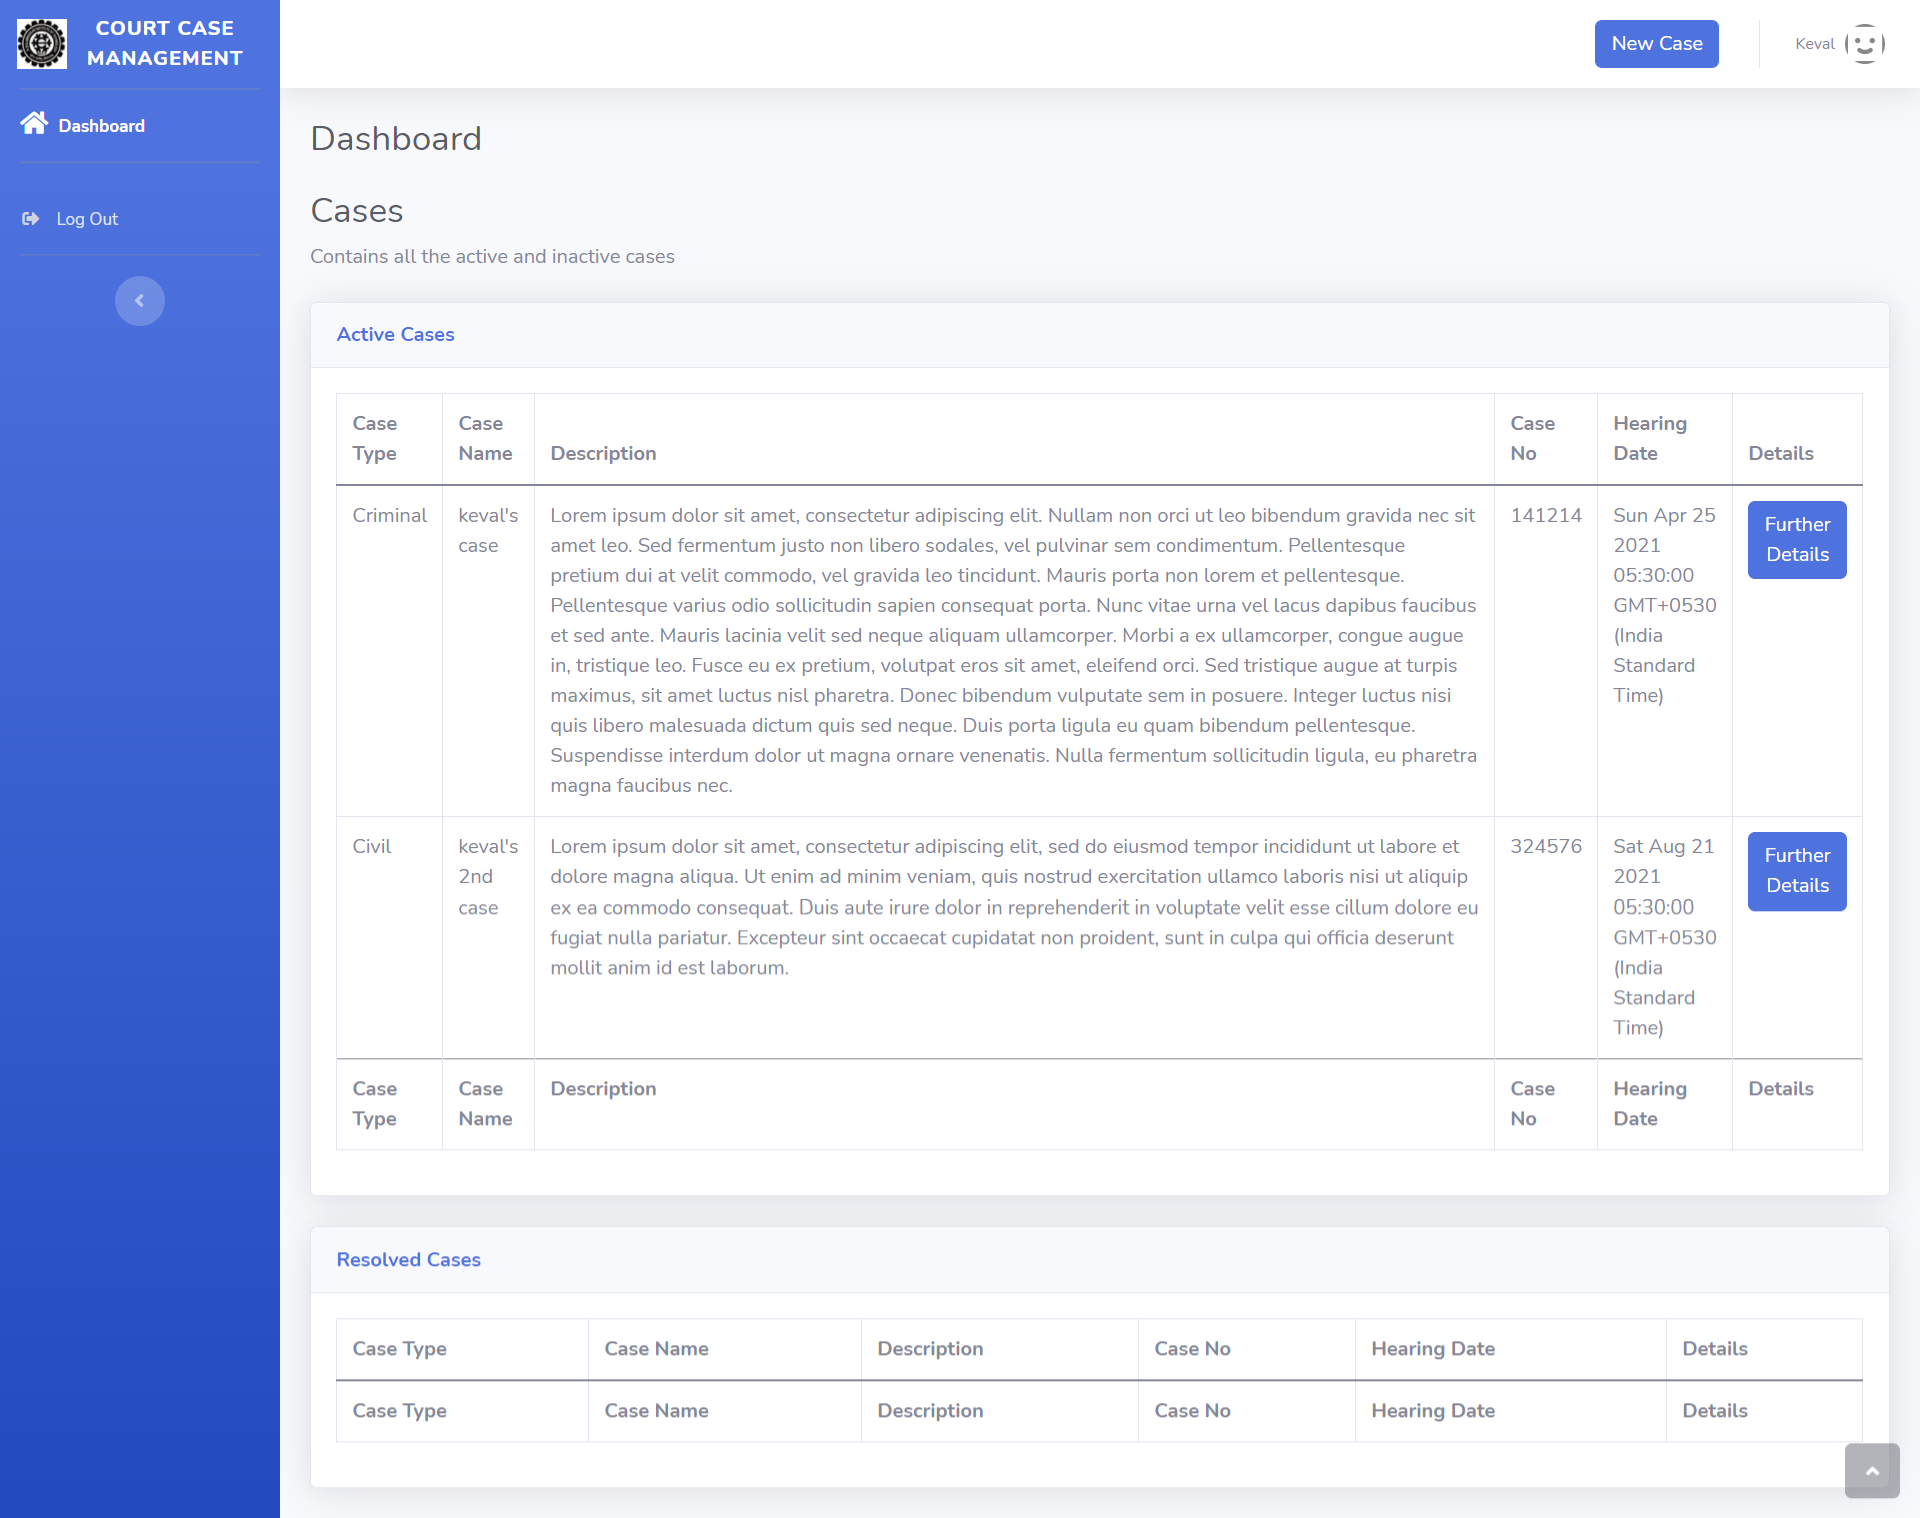 COURT CASE
MANAGEMENT
New Case
Keval
Dashboard
Log Out
Dashboard
Cases
Contains all the active and inactive cases
Active Cases
Case Type Case Name Description Case No Hearing Date Details
Criminal
keval's
case
Lorem ipsum dolor sit amet, consectetur adipiscing elit. Nullam non orci ut leo bibendum gravida nec sit
amet leo. Sed fermentum justo non libero sodales, vel pulvinar sem condimentum. Pellentesque
pretium dui at velit commodo, vel gravida leo tincidunt. Mauris porta non lorem et pellentesque.
Pellentesque varius odio sollicitudin sapien consequat porta. Nunc vitae urna vel lacus dapibus faucibus
et sed ante. Mauris lacinia velit sed neque aliquam ullamcorper. Morbi a ex ullamcorper, congue augue
in, tristique leo. Fusce eu ex pretium, volutpat eros sit amet, eleifend orci. Sed tristique augue at turpis
maximus, sit amet luctus nisl pharetra. Donec bibendum vulputate sem in posuere. Integer luctus nisi
quis libero malesuada dictum quis sed neque. Duis porta ligula eu quam bibendum pellentesque.
Suspendisse interdum dolor ut magna ornare venenatis. Nulla fermentum sollicitudin ligula, eu pharetra
magna faucibus nec.
141214
Sun Apr 25
2021
05:30:00
GMT+0530
(India
Standard
Time)
Further
Details
Civil
keval's
2nd
case
Lorem ipsum dolor sit amet, consectetur adipiscing elit, sed do eiusmod tempor incididunt ut labore et
dolore magna aliqua. Ut enim ad minim veniam, quis nostrud exercitation ullamco laboris nisi ut aliquip
ex ea commodo consequat. Duis aute irure dolor in reprehenderit in voluptate velit esse cillum dolore eu
fugiat nulla pariatur. Excepteur sint occaecat cupidatat non proident, sunt in culpa qui officia deserunt
mollit anim id est laborum.
324576
Sat Aug 21
2021
05:30:00
GMT+0530
(India
Standard
Time)
Further
Details
Case Type Case Name Description Case No Hearing Date Details
Resolved Cases
Case Type Case Name Description Case No Hearing Date Details
Case Type Case Name Description Case No Hearing Date Details